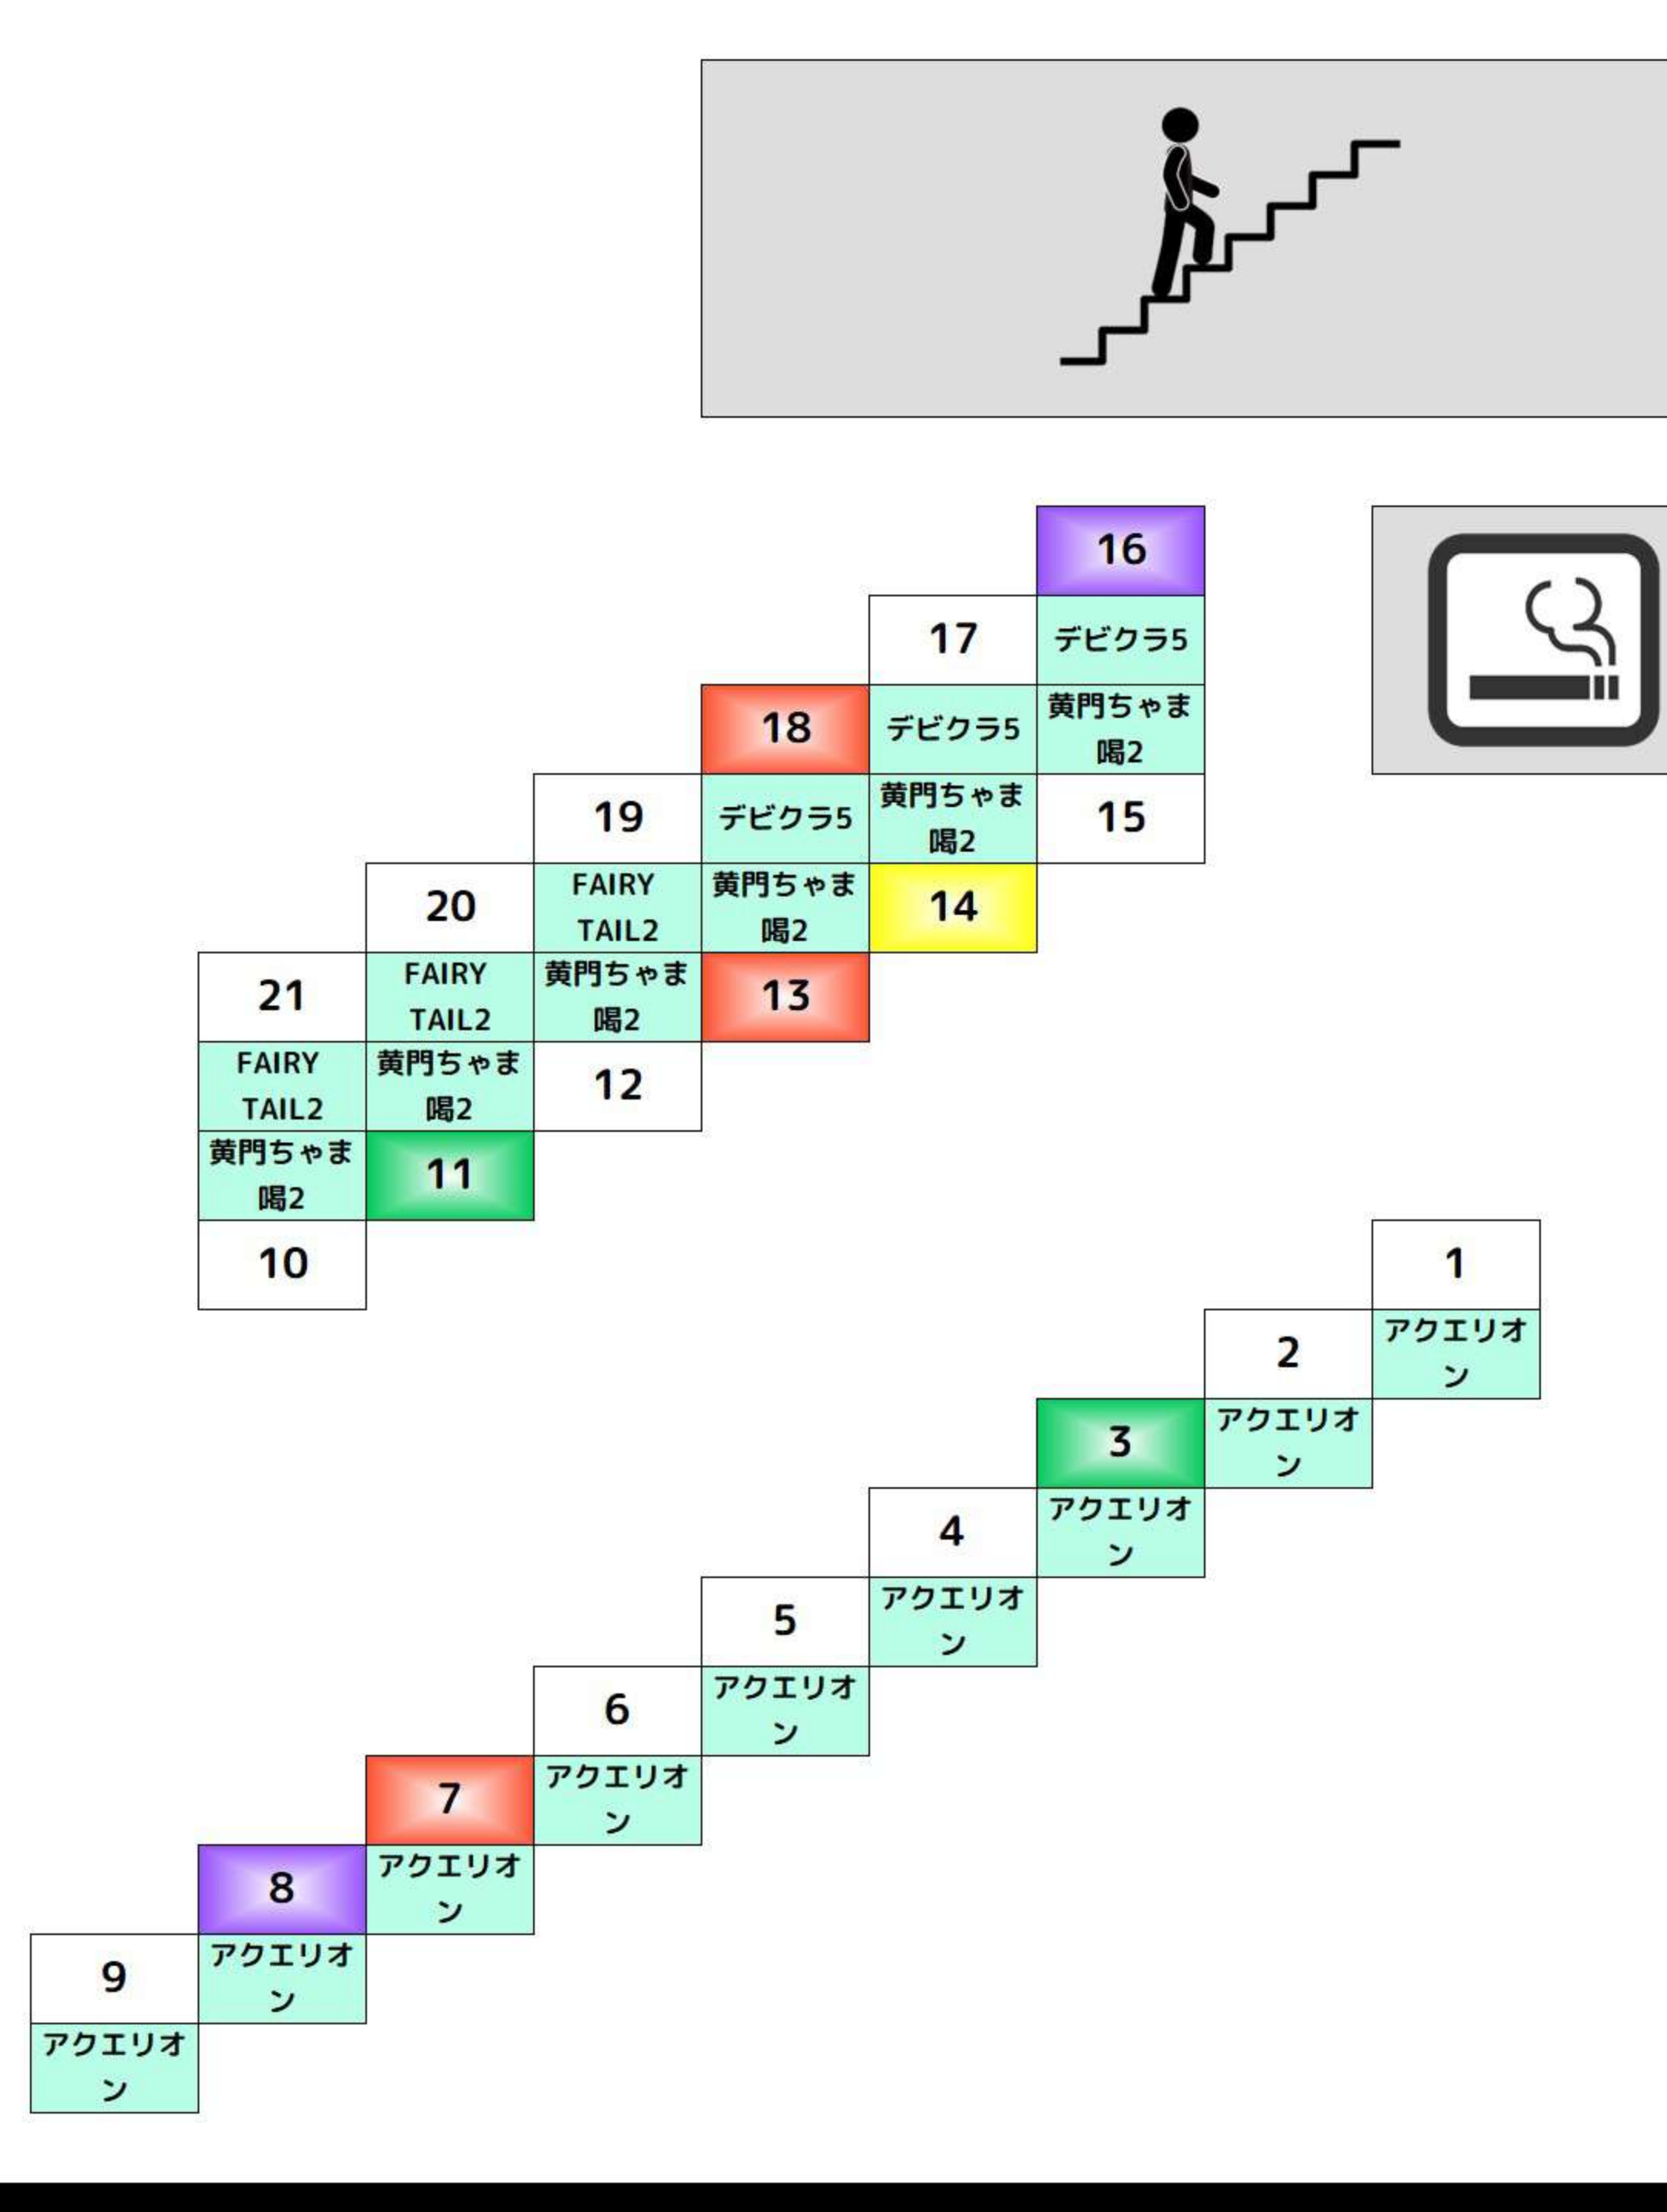 16
17
デビクラ5
18
デビクラ5
黄門ちゃま
喝2
19
デビクラ5
黄門ちゃま
喝2
15
20
FAIRY
TAIL2
黄門ちゃま
喝2
14
21
FAIRY
TAIL2
黄門ちゃま
喝2
13
FAIRY
TAIL2
黄門ちゃま
喝2
12
黄門ちゃま
喝2
11
10
1
2
アクエリオ
ン
3
アクエリオ
ン
4
アクエリオ
ン
5
アクエリオ
ン
6
アクエリオ
ン
7
アクエリオ
ン
8
アクエリオ
ン
9
アクエリオ
ン
アクエリオ
ン